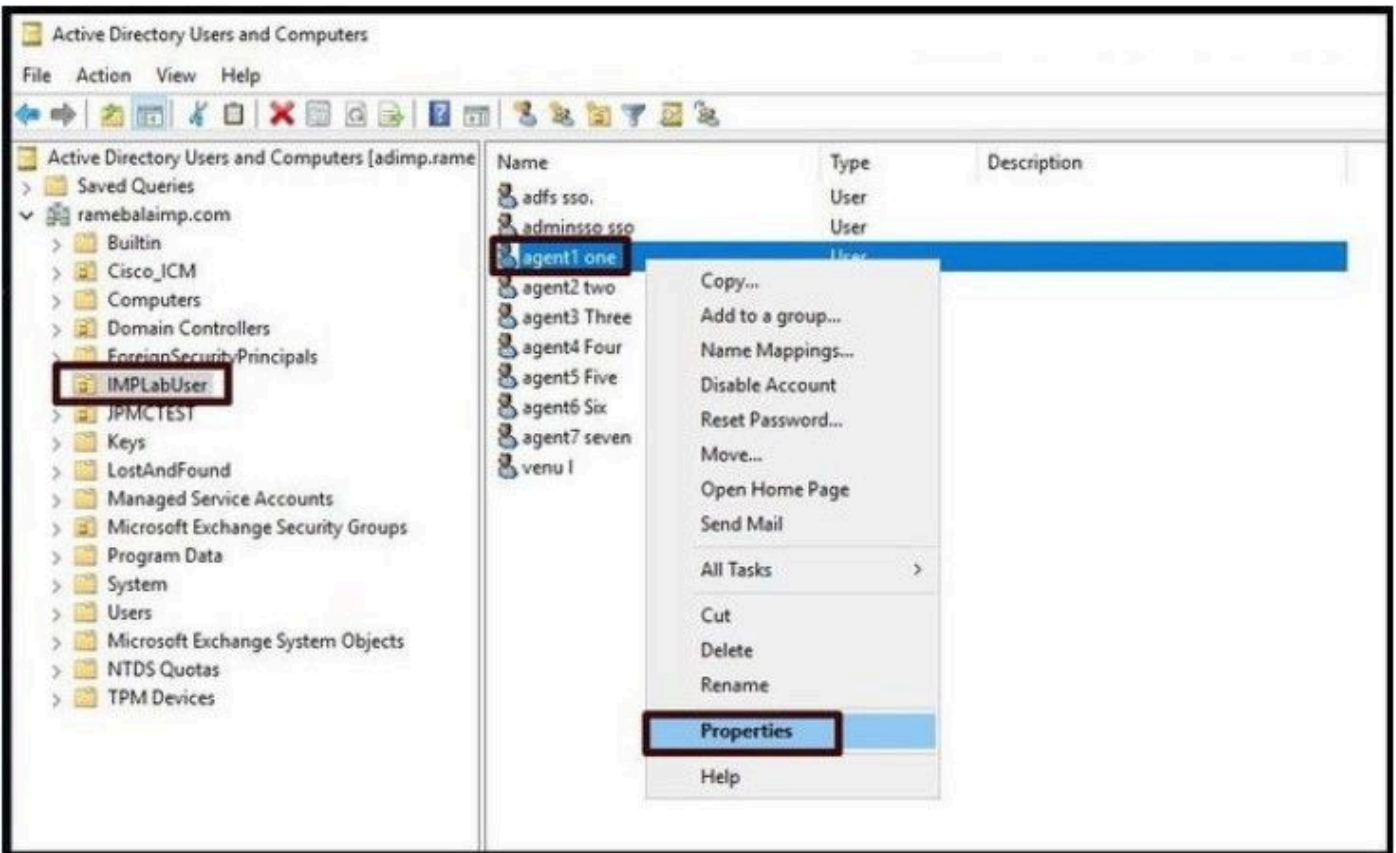 Active Directory Users and Computers
File Action View Help
Active Directory Users and Computers [adimp.rame
Saved Queries
ramebalaimp.com
Builtin
Cisco_ICM
Computers
Domain Controllers
ForeignSecurityPrincipals
IMPLabUser
JPMCTEST
Keys
LostAndFound
Managed Service Accounts
Microsoft Exchange Security Groups
Program Data
System
Users
Microsoft Exchange System Objects
NTDS Quotas
TPM Devices
Name Type Description
adfs sso. User
adminsso sso User
agent1 one User
agent2 two
agent3 Three
agent4 Four
agent5 Five
agent6 Six
agent7 seven
venu l
Copy...
Add to a group...
Name Mappings...
Disable Account
Reset Password...
Move...
Open Home Page
Send Mail
All Tasks
Cut
Delete
Rename
Properties
Help